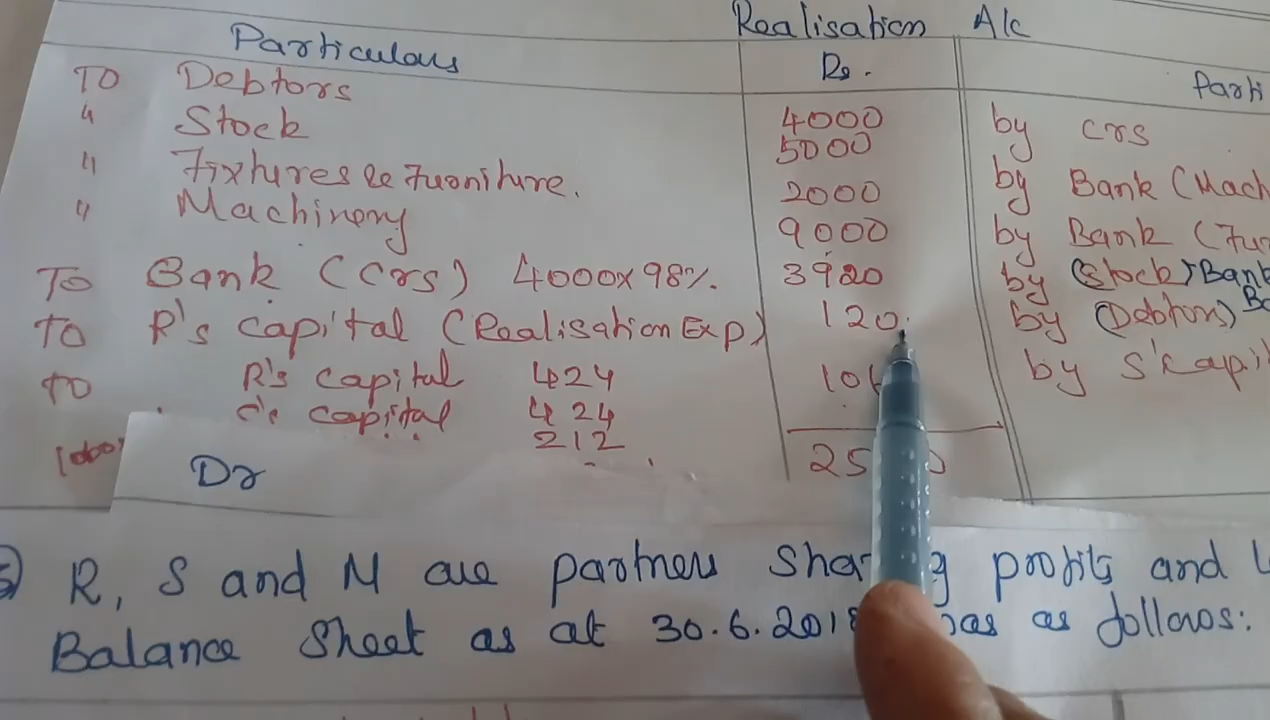 Realisation A/c
Particulars Rs. Parti
To Debtors 4000 by crs
" Stock 5000 by Bank (Mach
" Fixtures & Furniture. 2000 by Bank (Fur
" Machinery 9000 by (Stock) Bank
To Bank (Crs) 4000x98%. 3920 by (Debtors)
To R's Capital (Realisation Exp) 120 by S's Capi
To R's Capital 424
capital 424
212
Dr
R, S and M are partners profits and
Balance Sheet as at 30.6.201 as follows: